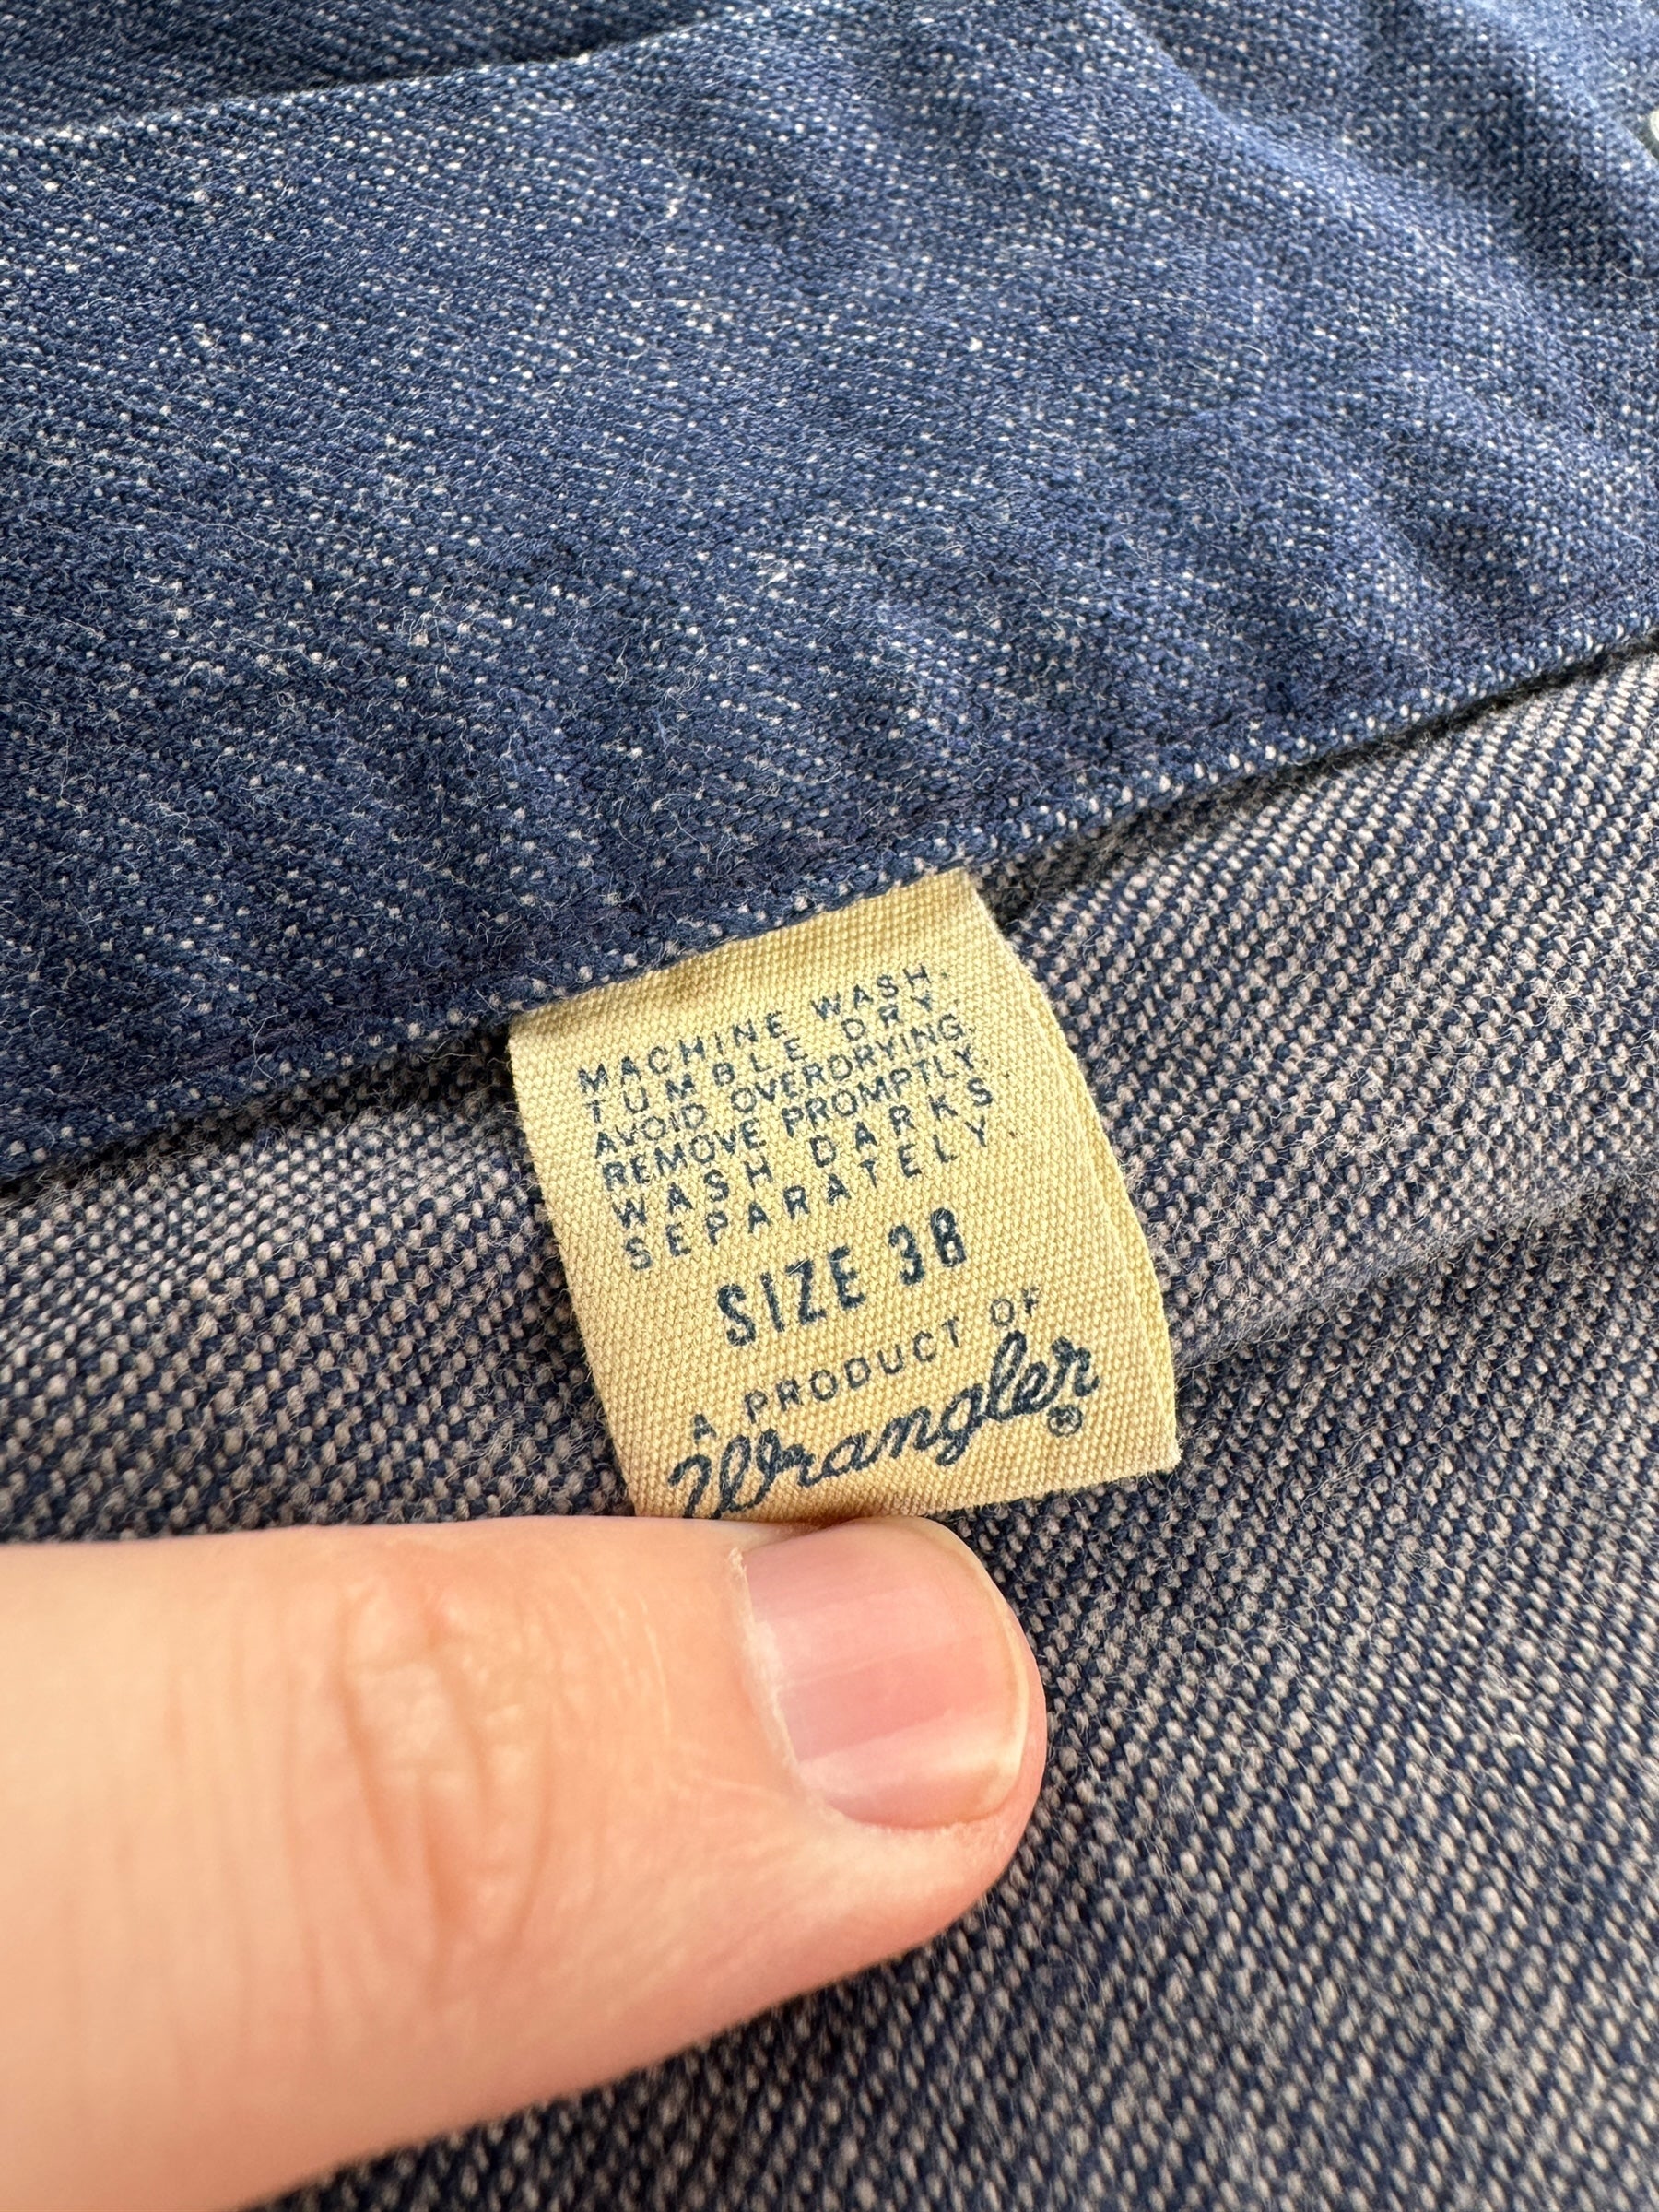 MACHINE WASH.
TUMBLE DRY.
AVOID OVERDRYING.
REMOVE PROMPTLY.
WASH DARKS
SEPARATELY.
SIZE 38
A PRODUCT OF
Wrangler®